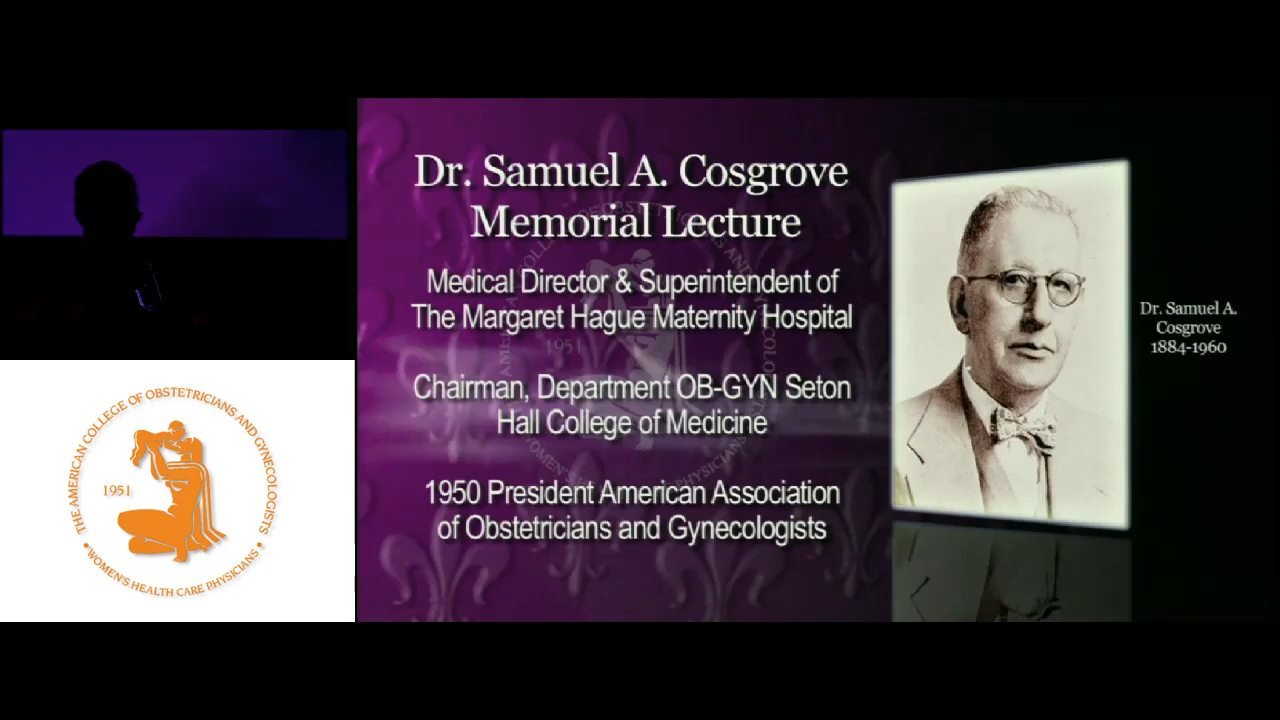 Dr. Samuel A. Cosgrove
Memorial Lecture
Medical Director & Superintendent of
The Margaret Hague Maternity Hospital
Chairman, Department OB-GYN Seton
Hall College of Medicine
1950 President American Association
of Obstetricians and Gynecologists
Dr. Samuel A.
Cosgrove
1884-1960
THE AMERICAN COLLEGE OF OBSTETRICIANS AND GYNECOLOGISTS
1951
• WOMEN'S HEALTH CARE PHYSICIANS •